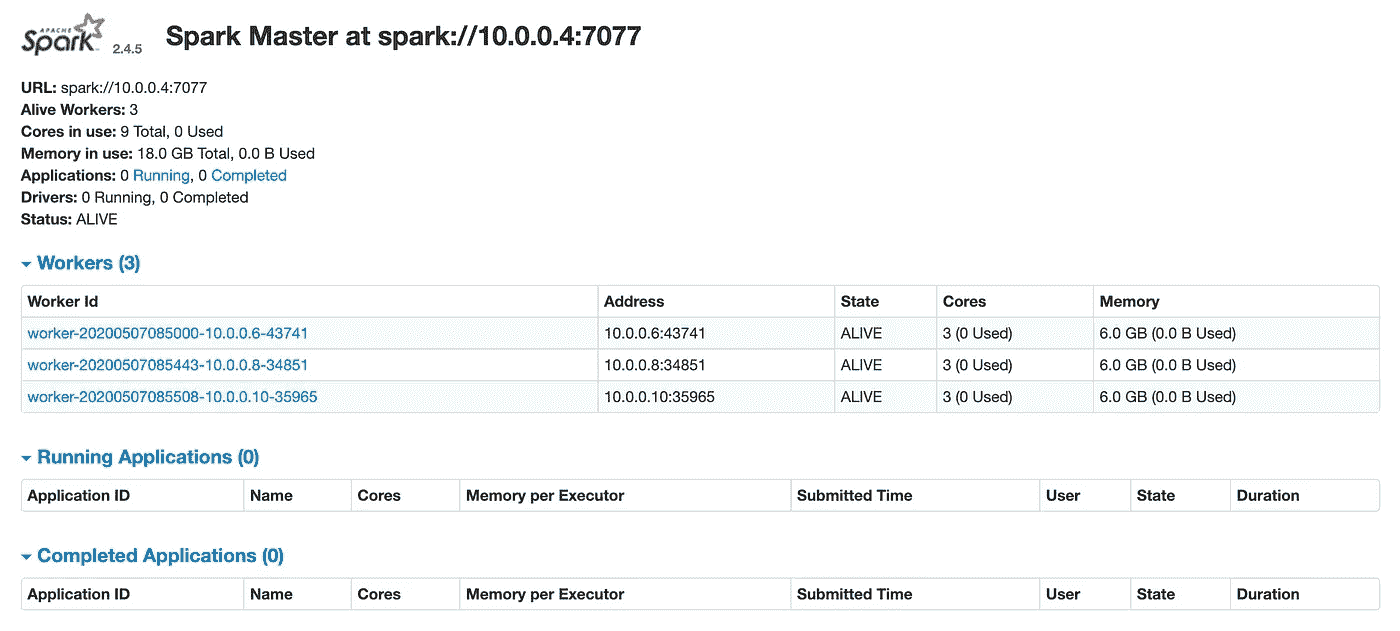 APACHE
Spark 2.4.5 Spark Master at spark://10.0.0.4:7077
URL: spark://10.0.0.4:7077
Alive Workers: 3
Cores in use: 9 Total, 0 Used
Memory in use: 18.0 GB Total, 0.0 B Used
Applications: 0 Running, 0 Completed
Drivers: 0 Running, 0 Completed
Status: ALIVE
Workers (3)
Worker Id Address State Cores Memory
worker-20200507085000-10.0.0.6-43741 10.0.0.6:43741 ALIVE 3 (0 Used) 6.0 GB (0.0 B Used)
worker-20200507085443-10.0.0.8-34851 10.0.0.8:34851 ALIVE 3 (0 Used) 6.0 GB (0.0 B Used)
worker-20200507085508-10.0.0.10-35965 10.0.0.10:35965 ALIVE 3 (0 Used) 6.0 GB (0.0 B Used)
Running Applications (0)
Application ID Name Cores Memory per Executor Submitted Time User State Duration
Completed Applications (0)
Application ID Name Cores Memory per Executor Submitted Time User State Duration